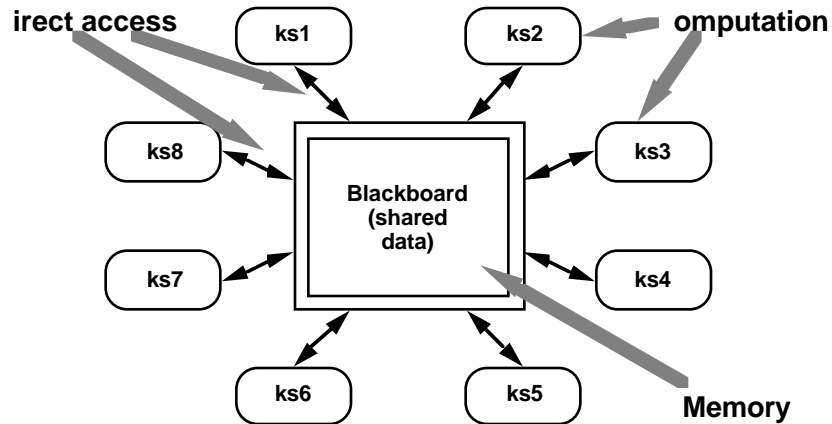 irect access
ks1
ks2
omputation
ks8
ks3
Blackboard
(shared
data)
ks7
ks4
ks6
ks5
Memory